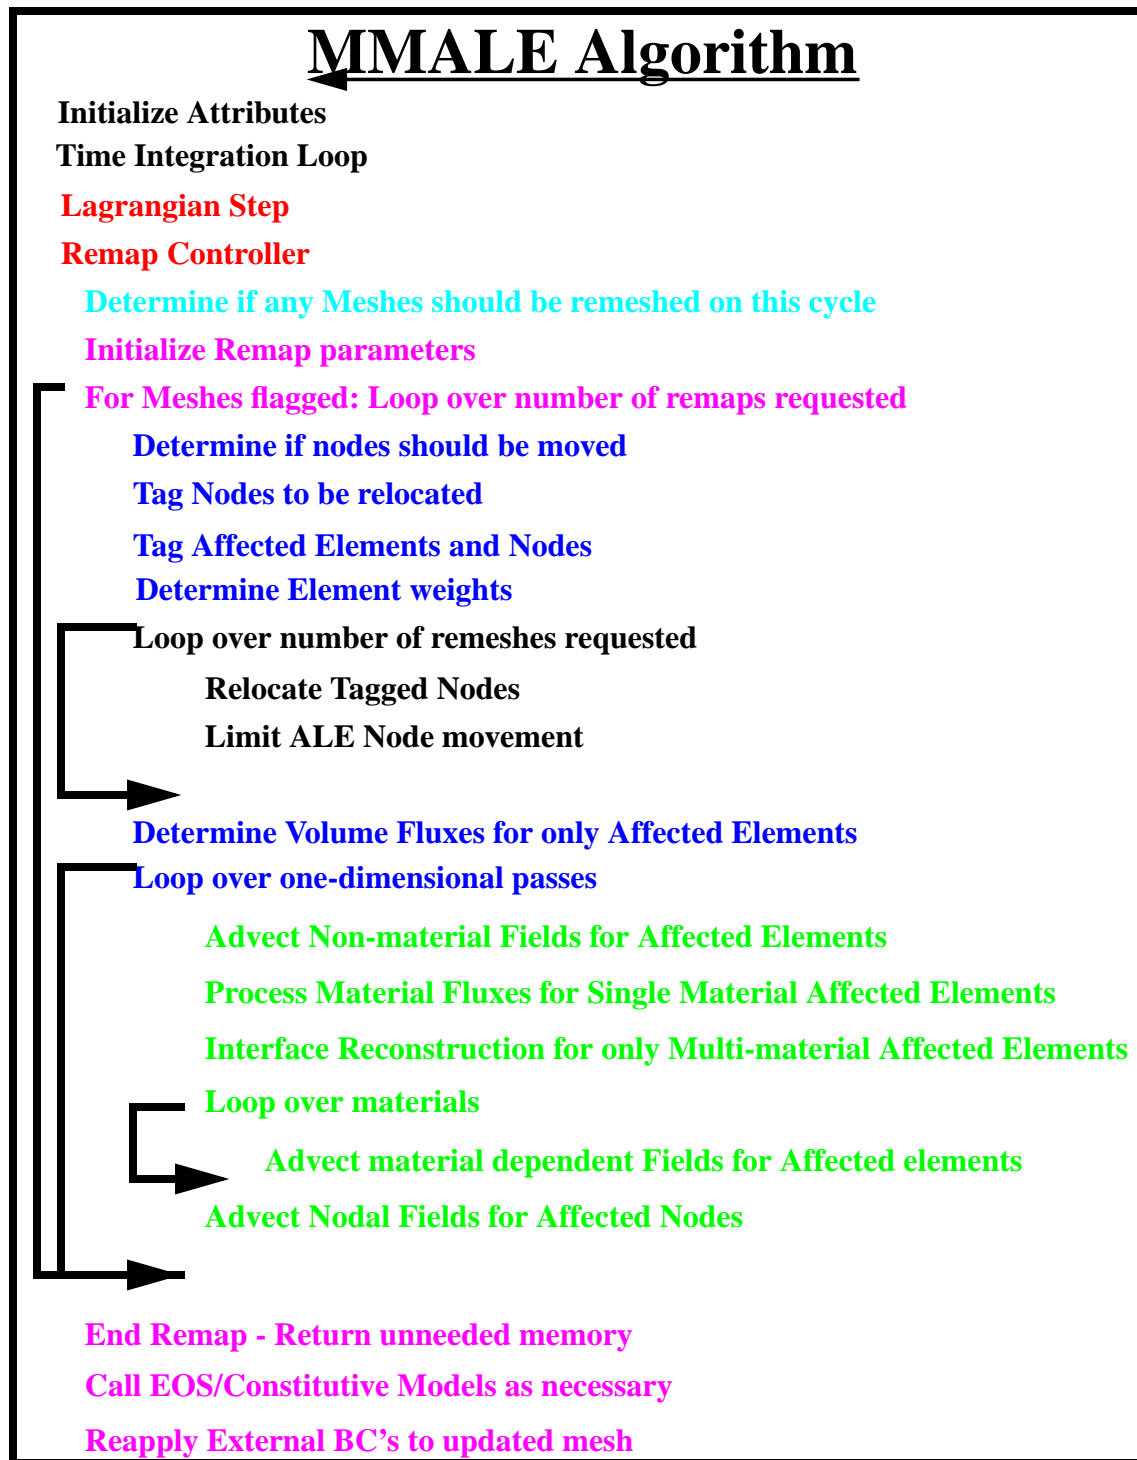 MMALE Algorithm
Initialize Attributes
Time Integration Loop
Lagrangian Step
Remap Controller
Determine if any Meshes should be remeshed on this cycle
Initialize Remap parameters
For Meshes flagged: Loop over number of remaps requested
Determine if nodes should be moved
Tag Nodes to be relocated
Tag Affected Elements and Nodes
Determine Element weights
Loop over number of remeshes requested
Relocate Tagged Nodes
Limit ALE Node movement
Determine Volume Fluxes for only Affected Elements
Loop over one-dimensional passes
Advect Non-material Fields for Affected Elements
Process Material Fluxes for Single Material Affected Elements
Interface Reconstruction for only Multi-material Affected Elements
Loop over materials
Advect material dependent Fields for Affected elements
Advect Nodal Fields for Affected Nodes
End Remap - Return unneeded memory
Call EOS/Constitutive Models as necessary
Reapply External BC's to updated mesh